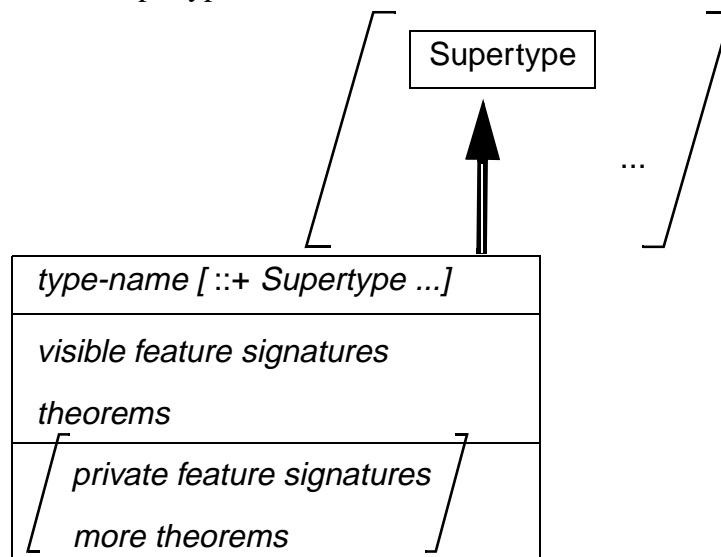 Supertype
...
type-name [ ::+ Supertype ...]
visible feature signatures
theorems
private feature signatures
more theorems